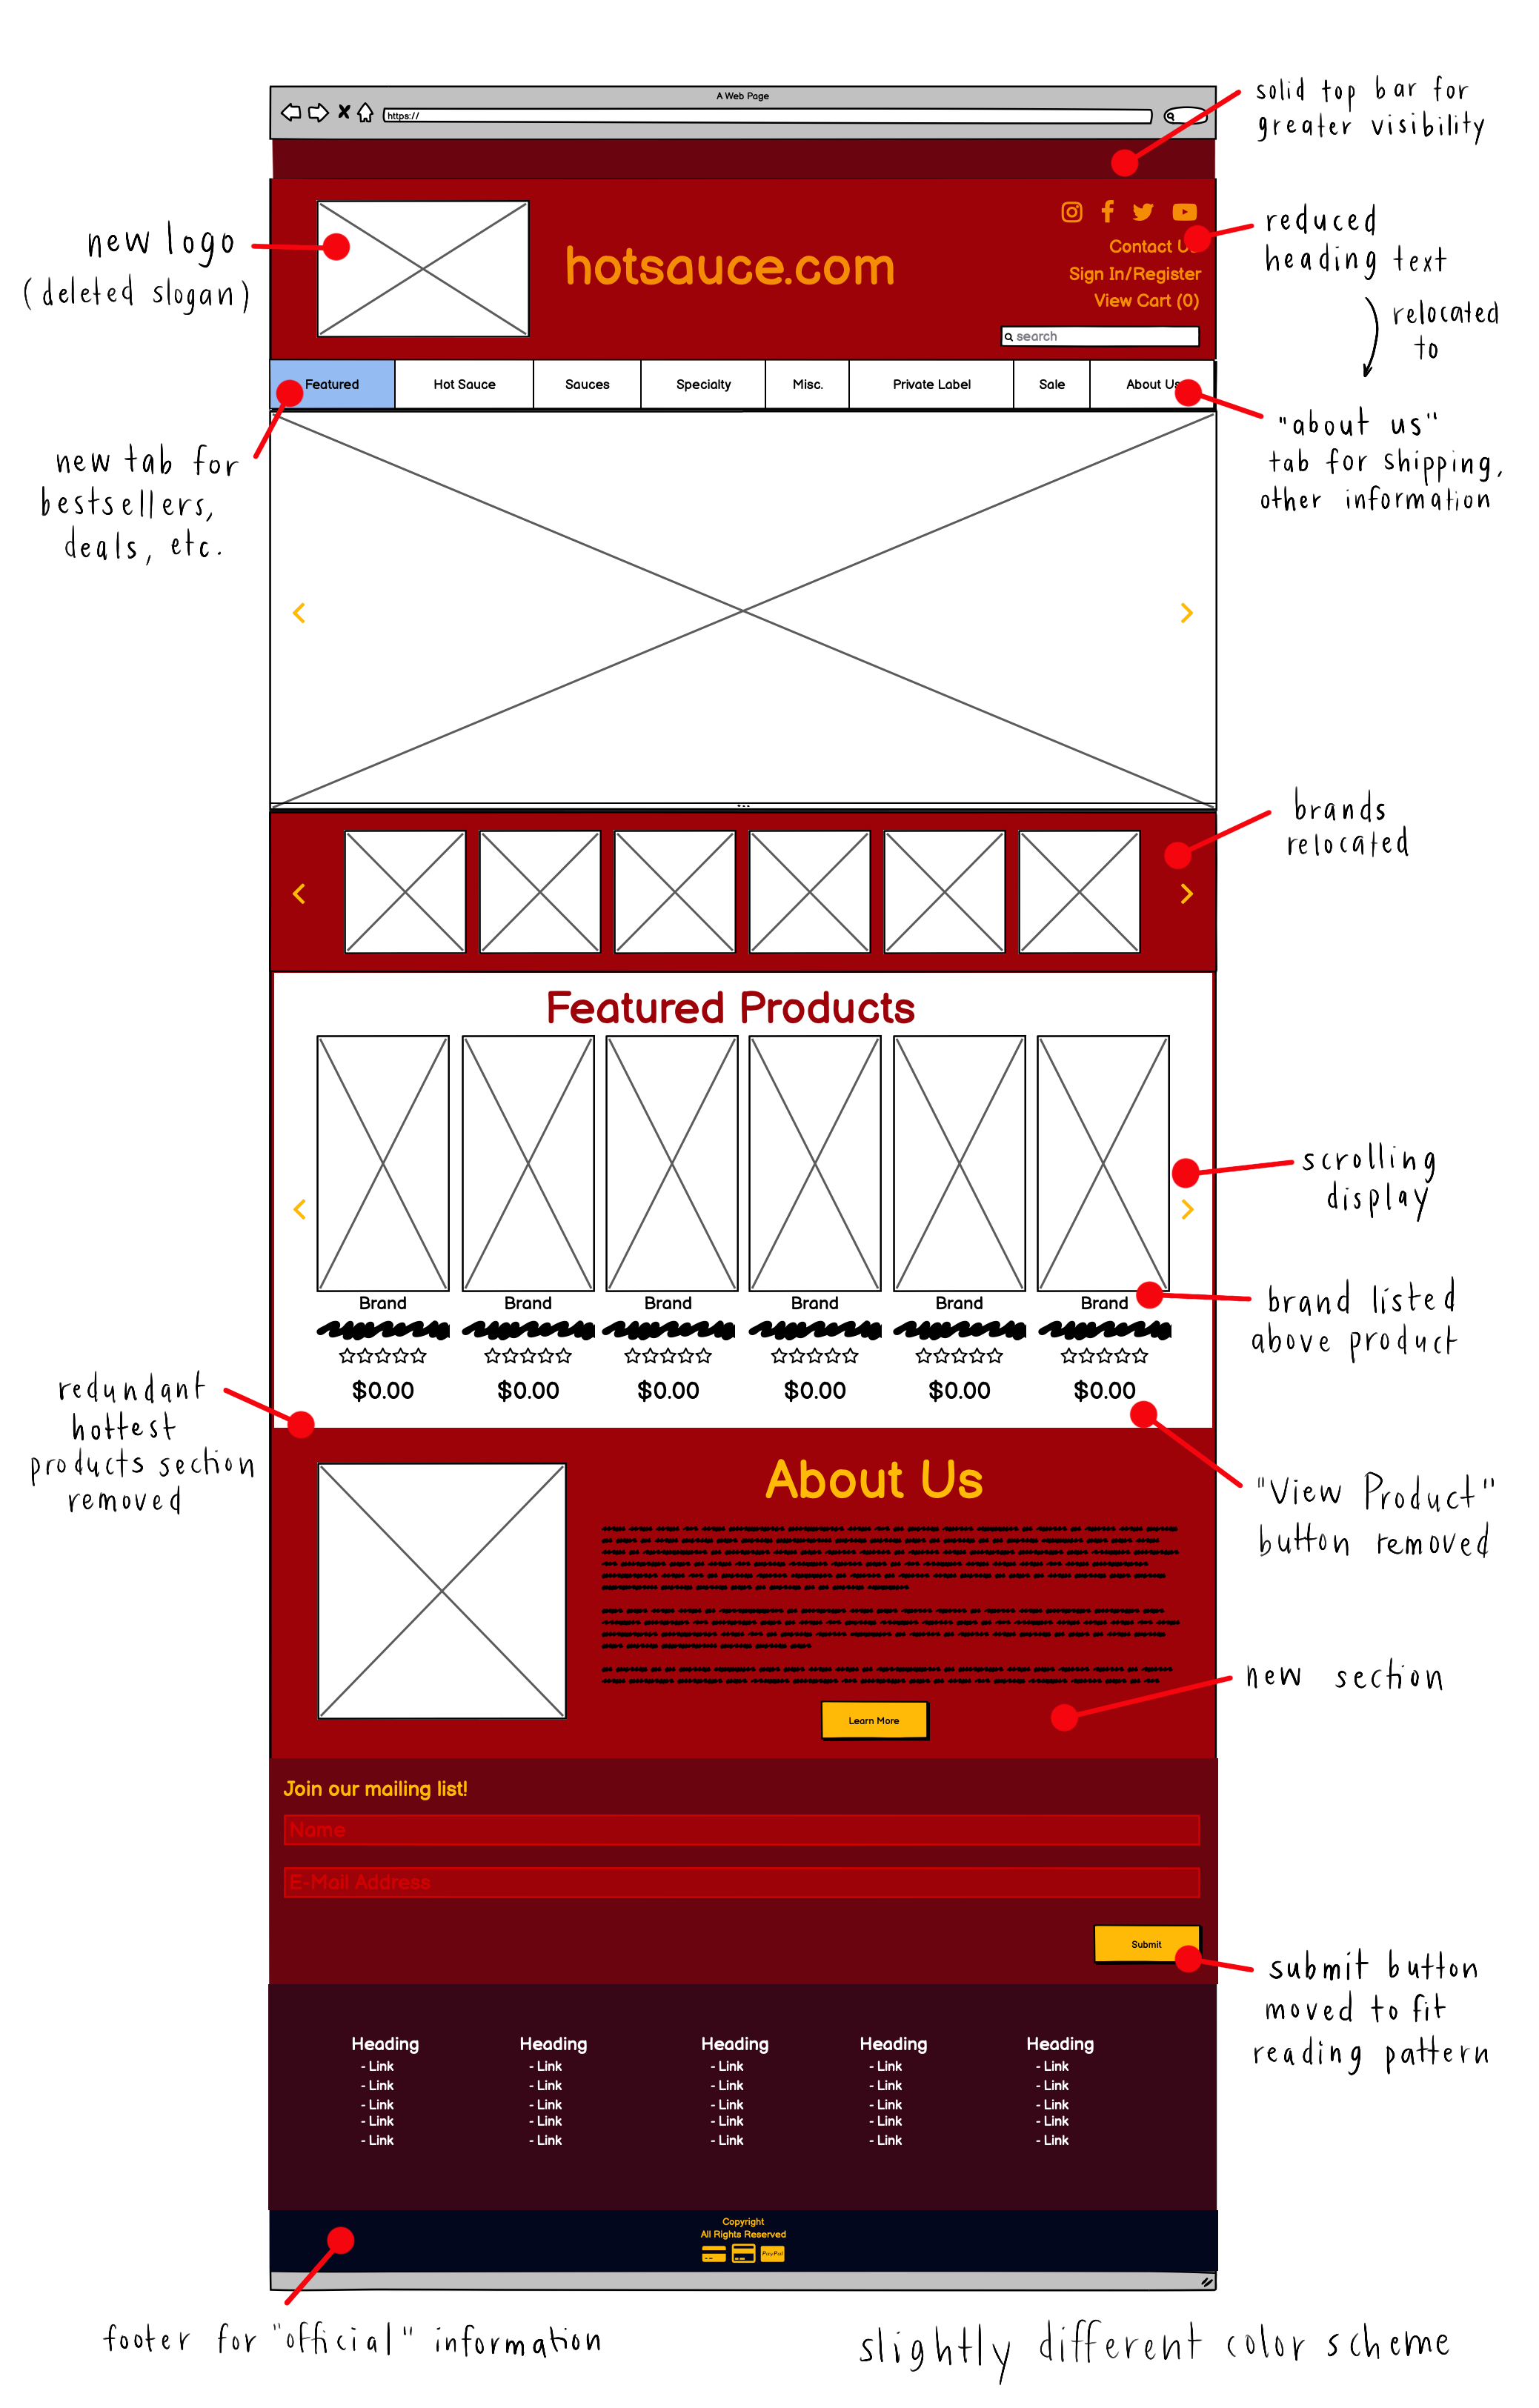 A Web Page
https://
solid top bar for
greater visibility
new logo
(deleted slogan)
hotsauce.com
Contact Us
Sign In/Register
View Cart (0)
search
reduced
heading text
relocated
to
Featured
Hot Sauce
Sauces
Specialty
Misc.
Private Label
Sale
About Us
new tab for
bestsellers,
deals, etc.
"about us"
tab for shipping,
other information
brands
relocated
Featured Products
scrolling
display
Brand
Brand
Brand
Brand
Brand
Brand
brand listed
above product
$0.00
$0.00
$0.00
$0.00
$0.00
$0.00
redundant
hottest
products section
removed
"View Product"
button removed
About Us
new section
Learn More
Join our mailing list!
Name
E-Mail Address
Submit
submit button
moved to fit
reading pattern
Heading
- Link
- Link
- Link
- Link
- Link
Heading
- Link
- Link
- Link
- Link
- Link
Heading
- Link
- Link
- Link
- Link
- Link
Heading
- Link
- Link
- Link
- Link
- Link
Heading
- Link
- Link
- Link
- Link
- Link
Copyright
All Rights Reserved
PayPal
footer for "official" information
slightly different color scheme